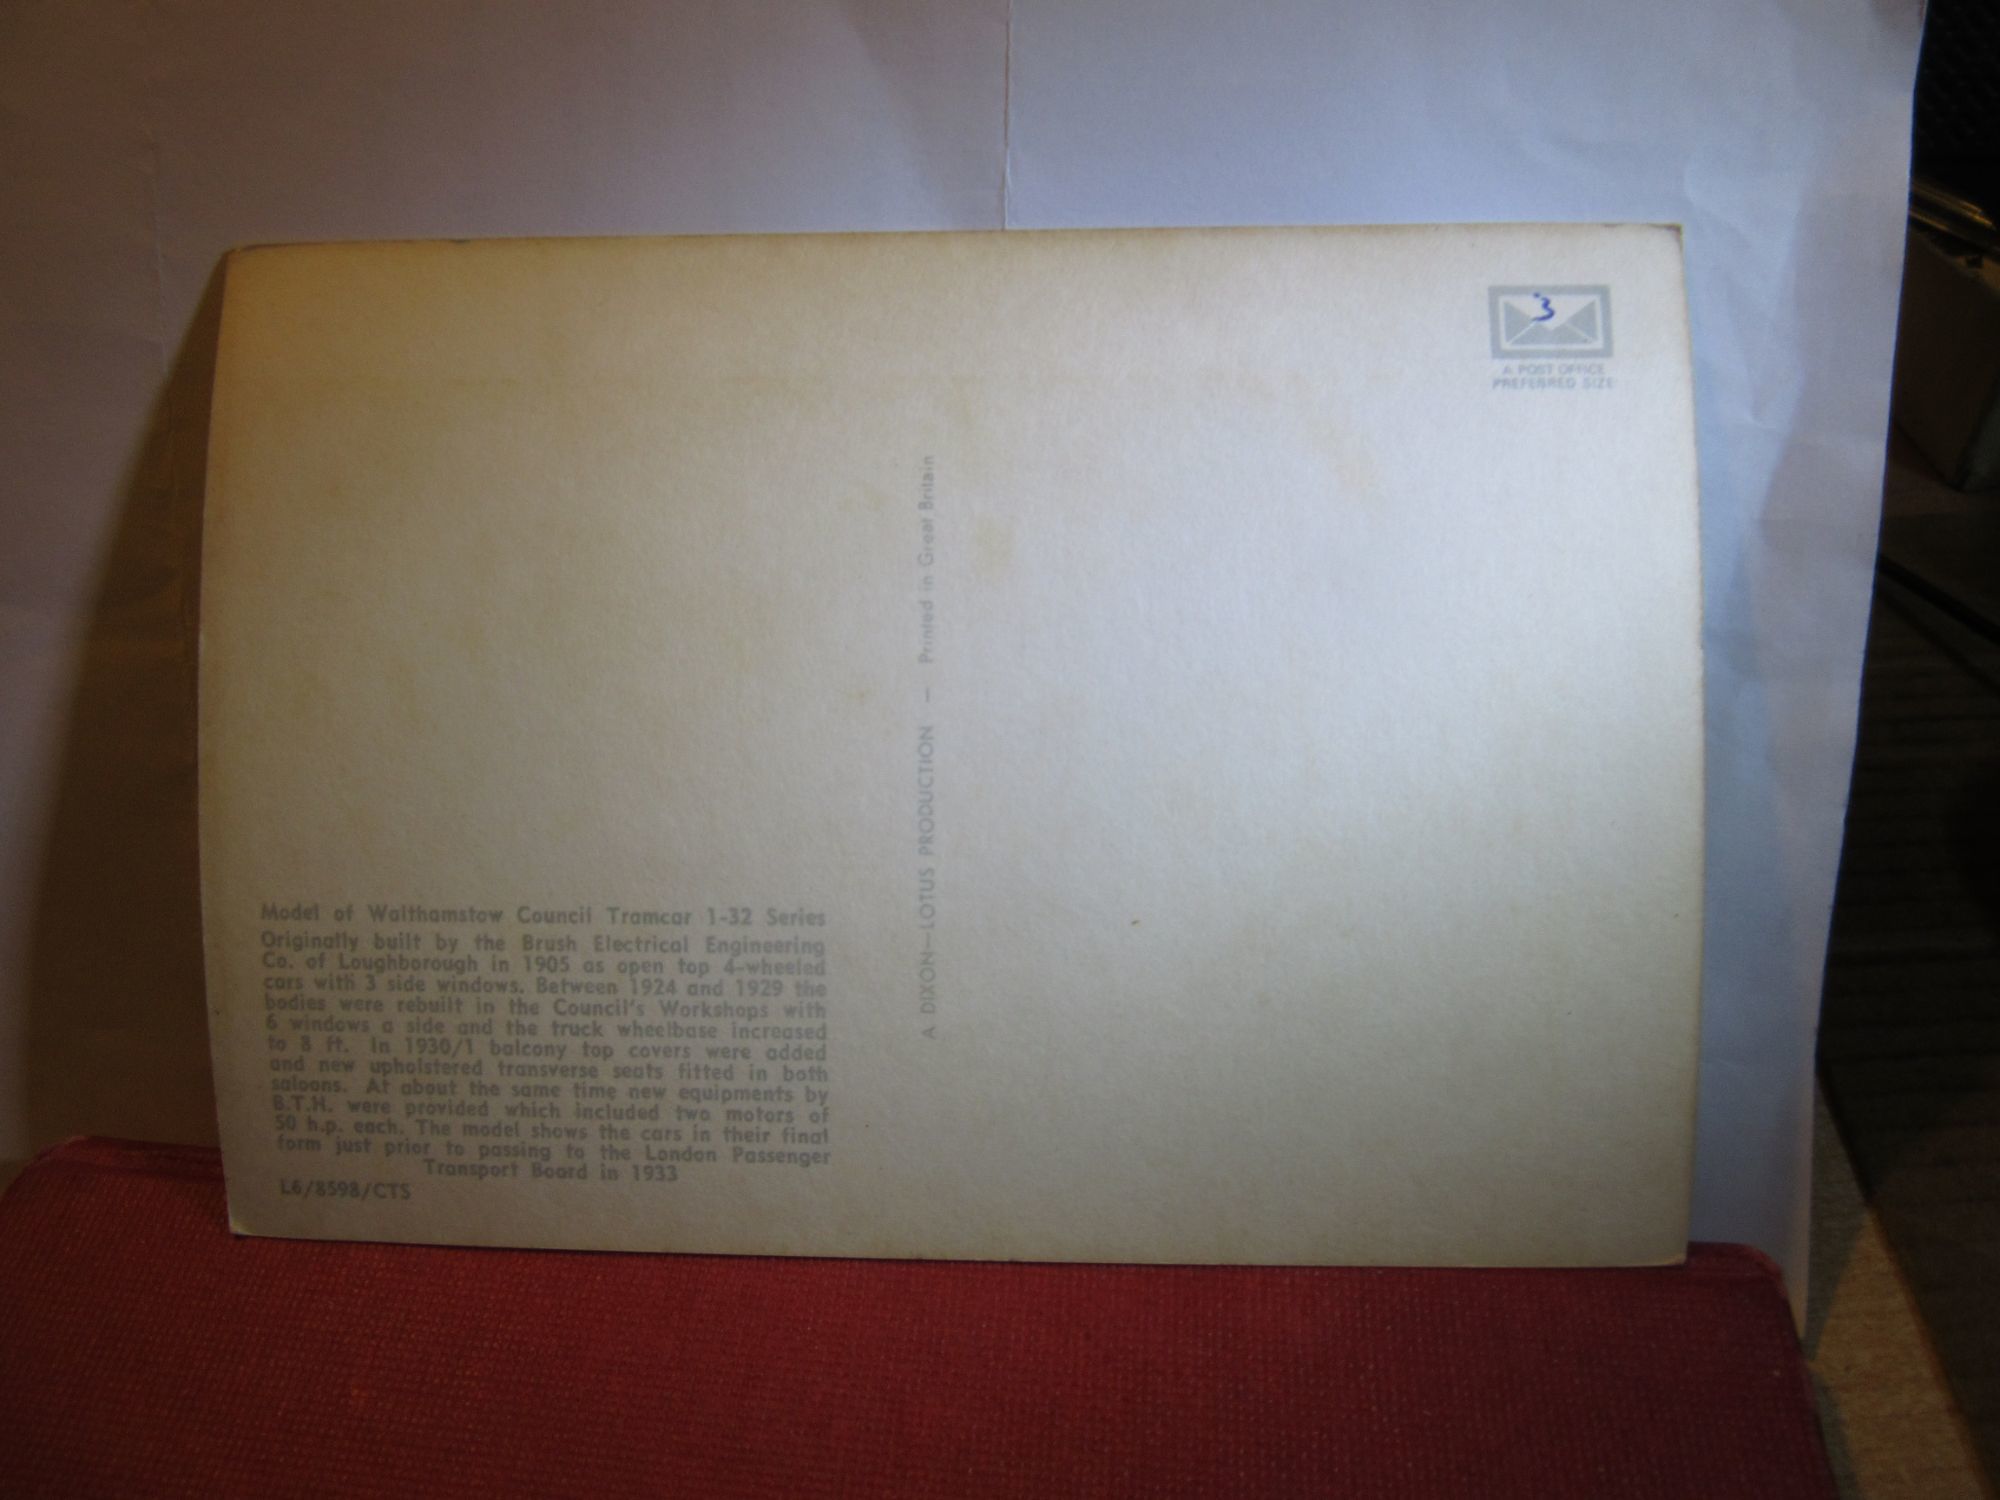 3
A POST OFFICE
PREFERRED SIZE
A DIXON—LOTUS PRODUCTION — Printed in Great Britain
Model of Walthamstow Council Tramcar 1-32 Series
Originally built by the Brush Electrical Engineering
Co. of Loughborough in 1905 as open top 4-wheeled
cars with 3 side windows. Between 1924 and 1929 the
bodies were rebuilt in the Council's Workshops with
6 windows a side and the truck wheelbase increased
to 8 ft. In 1930/1 balcony top covers were added
and new upholstered transverse seats fitted in both
saloons. At about the same time new equipments by
B.T.H. were provided which included two motors of
50 h.p. each. The model shows the cars in their final
form just prior to passing to the London Passenger
Transport Board in 1933
L6/8598/CTS